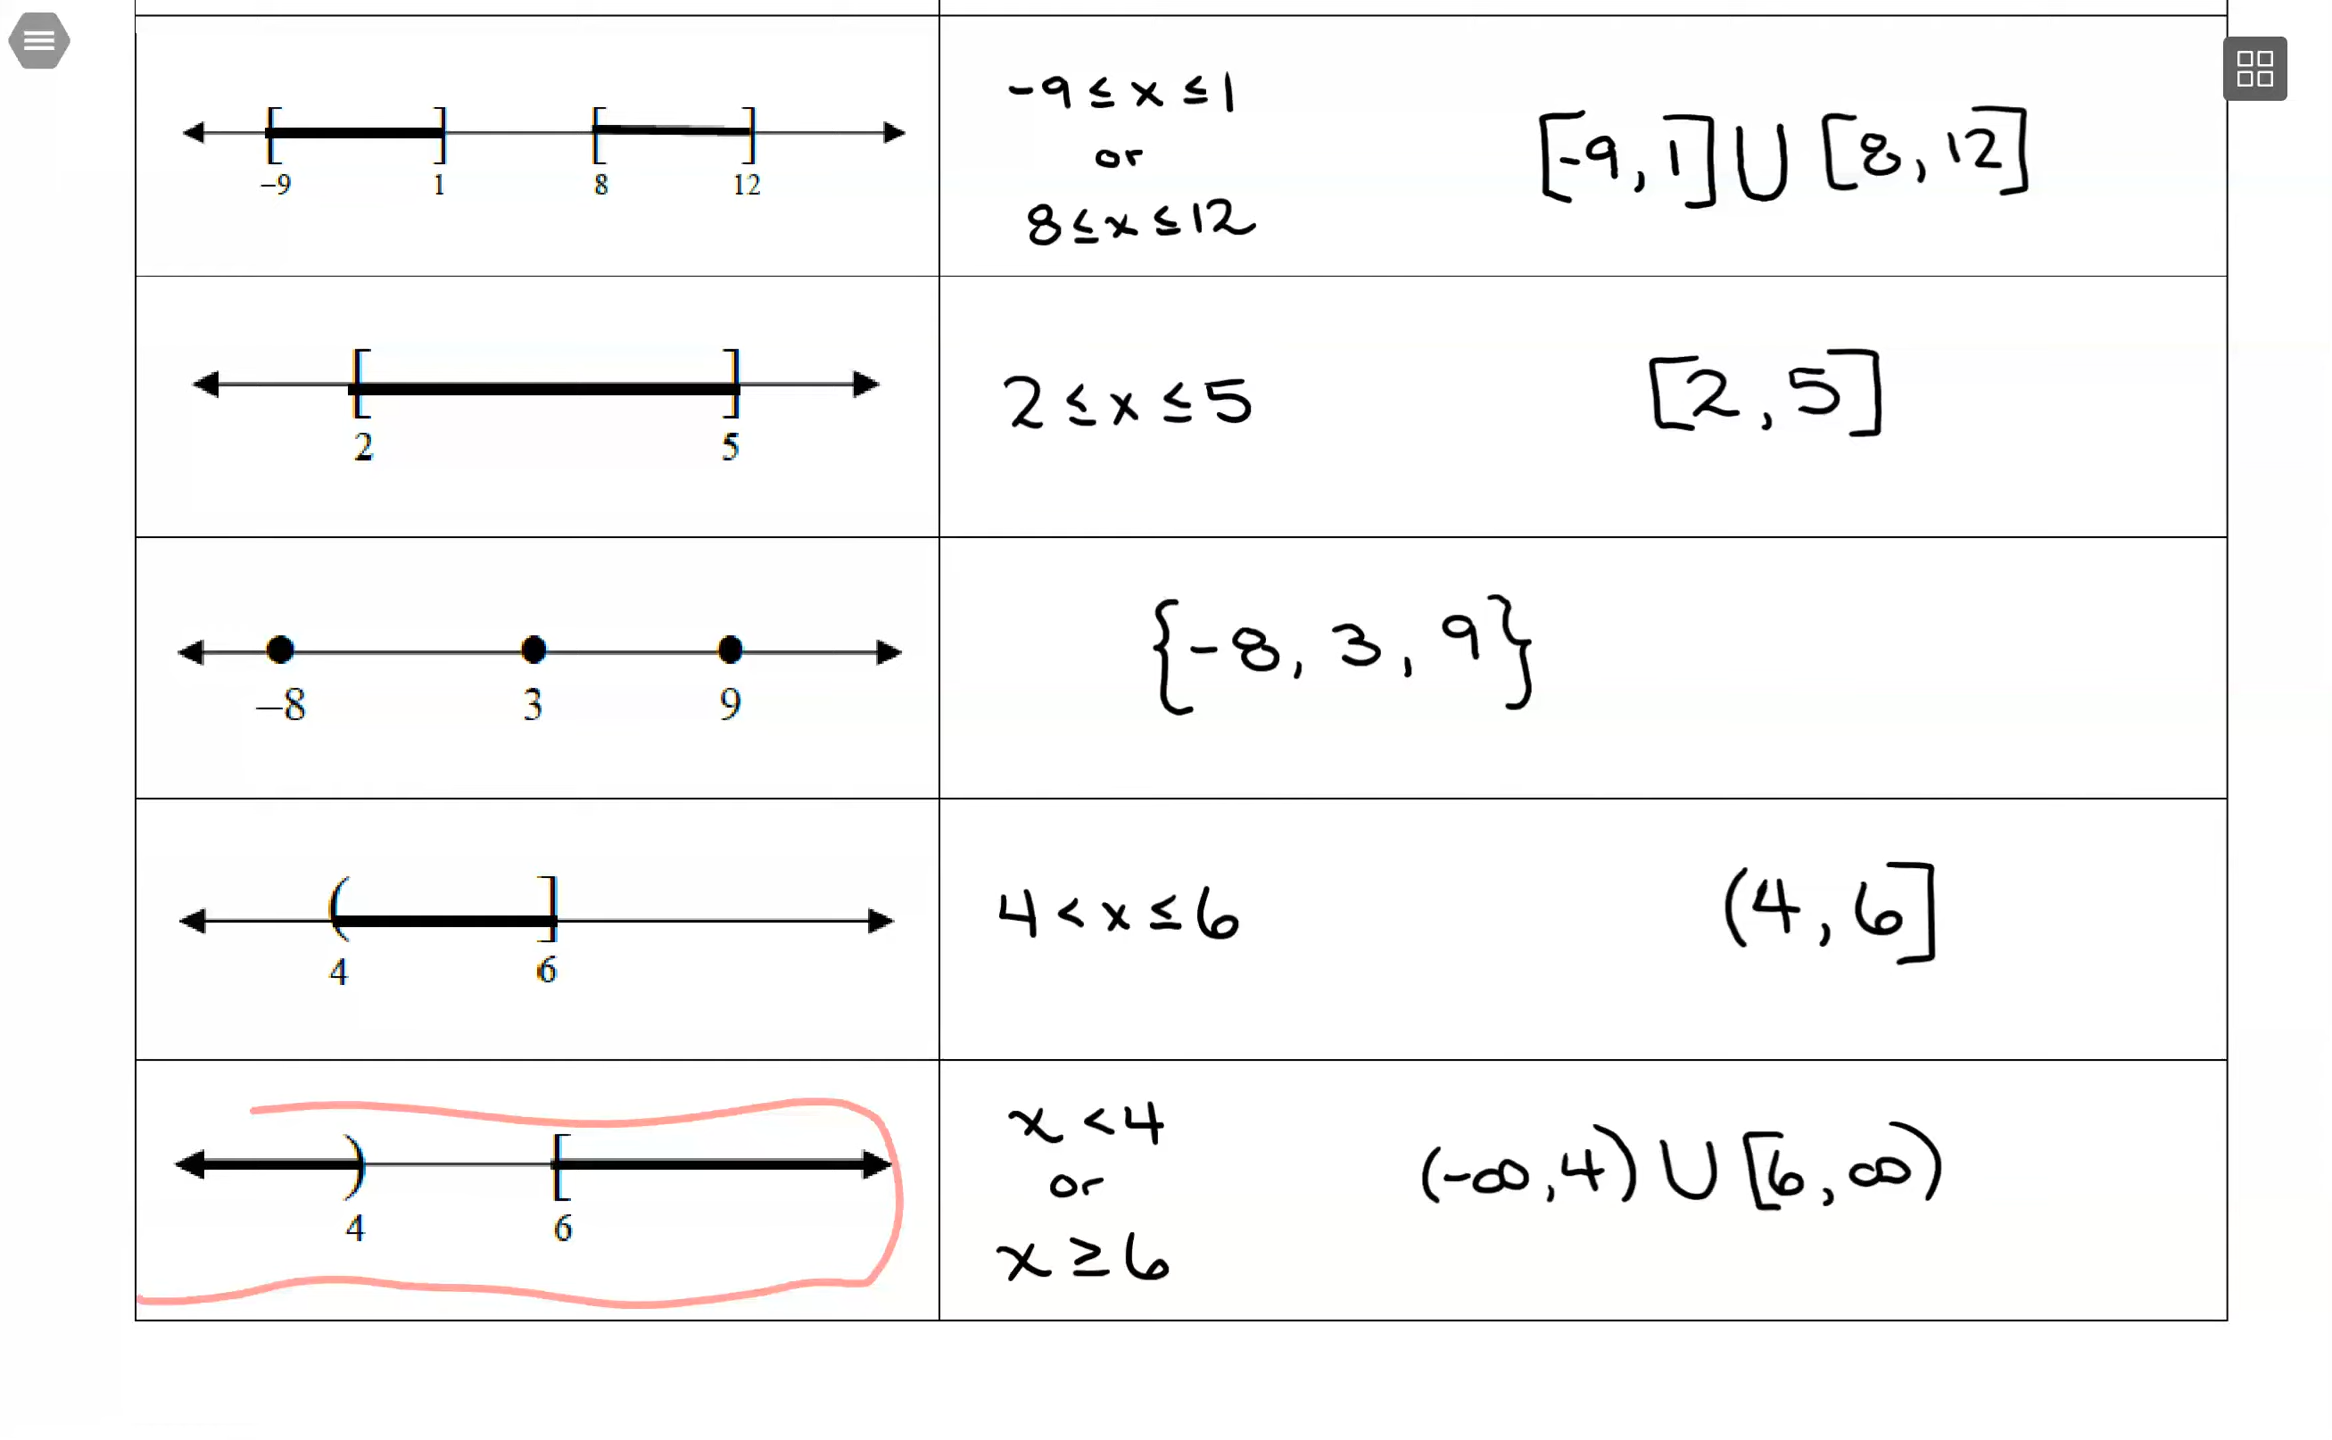 -9 ≤ x ≤ 1
or
8 ≤ x ≤ 12
[-9, 1] ∪ [8, 12]
[ ] [ ]
−9 1 8 12
2 ≤ x ≤ 5 [2, 5]
[ ]
2 5
{-8, 3, 9}
−8 3 9
4 < x ≤ 6 (4, 6]
( ]
4 6
x < 4
or
x ≥ 6
(-∞, 4) ∪ [6, ∞)
) [
4 6